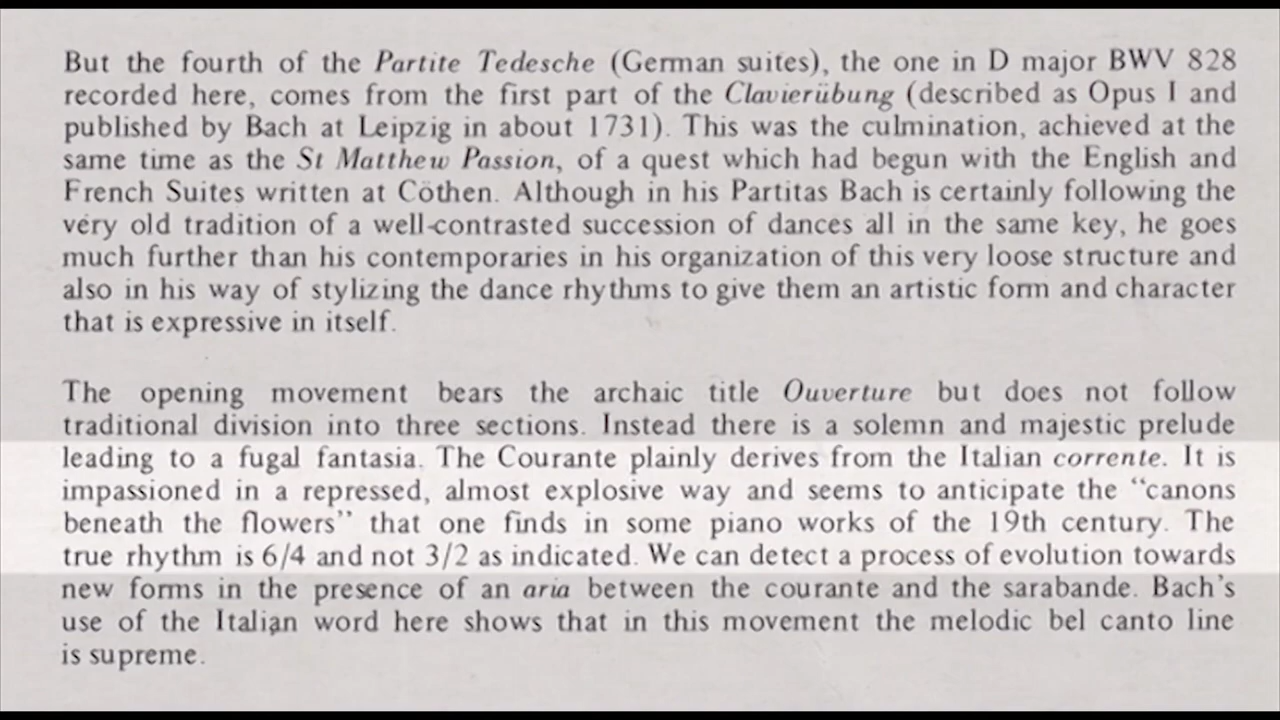 But the fourth of the Partite Tedesche (German suites), the one in D major BWV 828
recorded here, comes from the first part of the Clavierübung (described as Opus I and
published by Bach at Leipzig in about 1731). This was the culmination, achieved at the
same time as the St Matthew Passion, of a quest which had begun with the English and
French Suites written at Cöthen. Although in his Partitas Bach is certainly following the
very old tradition of a well-contrasted succession of dances all in the same key, he goes
much further than his contemporaries in his organization of this very loose structure and
also in his way of stylizing the dance rhythms to give them an artistic form and character
that is expressive in itself.
The opening movement bears the archaic title Ouverture but does not follow
traditional division into three sections. Instead there is a solemn and majestic prelude
leading to a fugal fantasia. The Courante plainly derives from the Italian corrente. It is
impassioned in a repressed, almost explosive way and seems to anticipate the “canons
beneath the flowers” that one finds in some piano works of the 19th century. The
true rhythm is 6/4 and not 3/2 as indicated. We can detect a process of evolution towards
new forms in the presence of an aria between the courante and the sarabande. Bach’s
use of the Italian word here shows that in this movement the melodic bel canto line
is supreme.